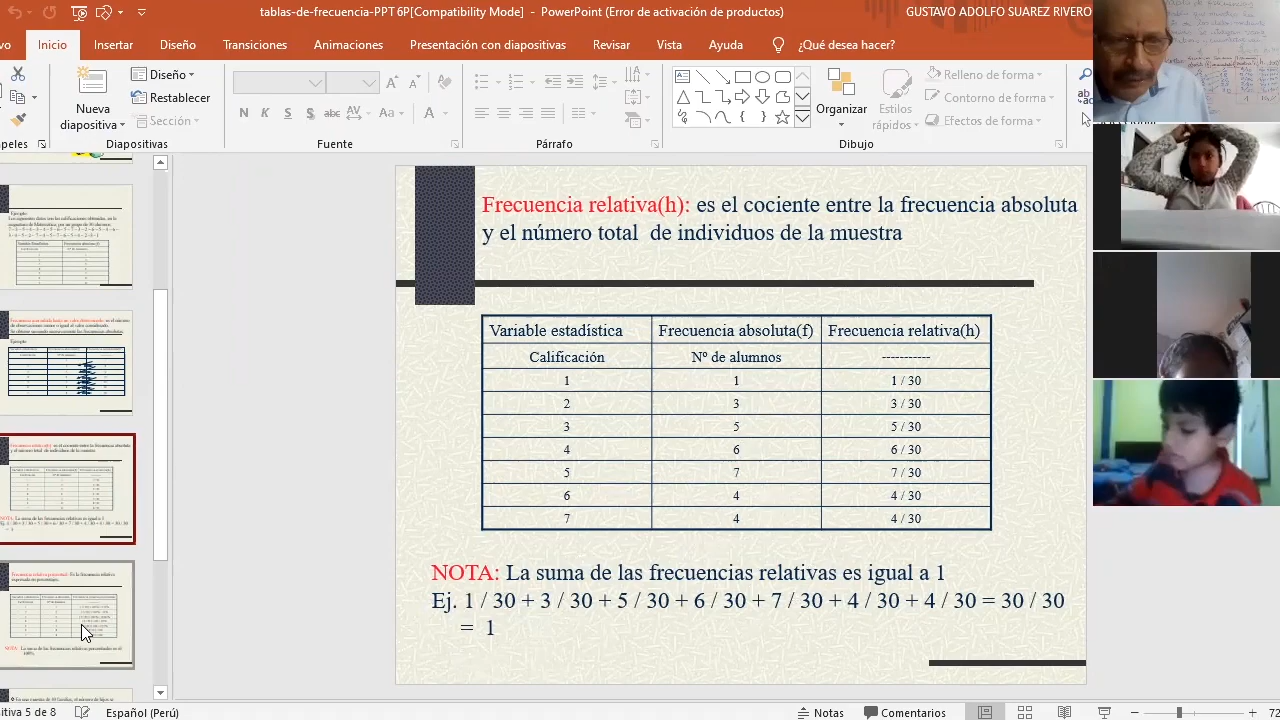 tablas-de-frecuencia-PPT 6P[Compatibility Mode] - PowerPoint (Error de activación de productos)
GUSTAVO ADOLFO SUAREZ RIVERO
Inicio Insertar Diseño Transiciones Animaciones Presentación con diapositivas Revisar Vista Ayuda ¿Qué desea hacer?
Nueva diapositiva
Diseño
Restablecer
Sección
N K S abc AV Aa A
Organizar
Estilos rápidos
Relleno de forma
Contorno de forma
Efectos de forma
Diapositivas Fuente Párrafo Dibujo
Frecuencia relativa(h): es el cociente entre la frecuencia absoluta
y el número total de individuos de la muestra
Variable estadística Frecuencia absoluta(f) Frecuencia relativa(h)
Calificación Nº de alumnos -----------
1 1 1 / 30
2 3 3 / 30
3 5 5 / 30
4 6 6 / 30
5 7 7 / 30
6 4 4 / 30
7 4 4 / 30
NOTA: La suma de las frecuencias relativas es igual a 1
Ej. 1 / 30 + 3 / 30 + 5 / 30 + 6 / 30 + 7 / 30 + 4 / 30 + 4 / 30 = 30 / 30
= 1
5 de 8 Español (Perú) Notas Comentarios